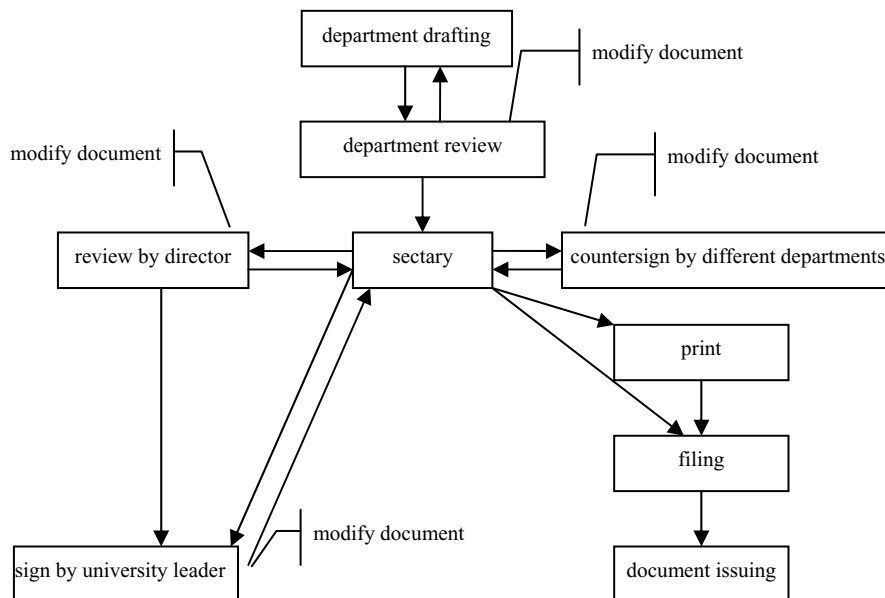 department drafting
modify document
department review
modify document
modify document
review by director
sectary
countersign by different departments
print
filing
modify document
sign by university leader
document issuing